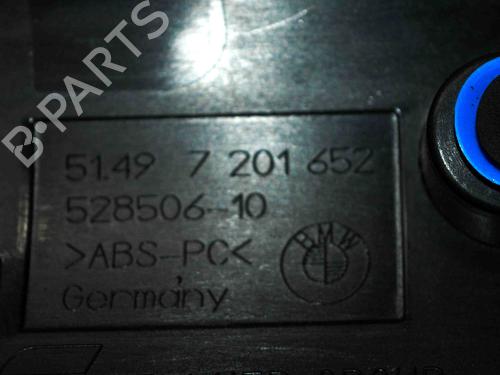 51.49 7 201 652
528506-10
>ABS-PC<
Germany
BMW
B-PARTS